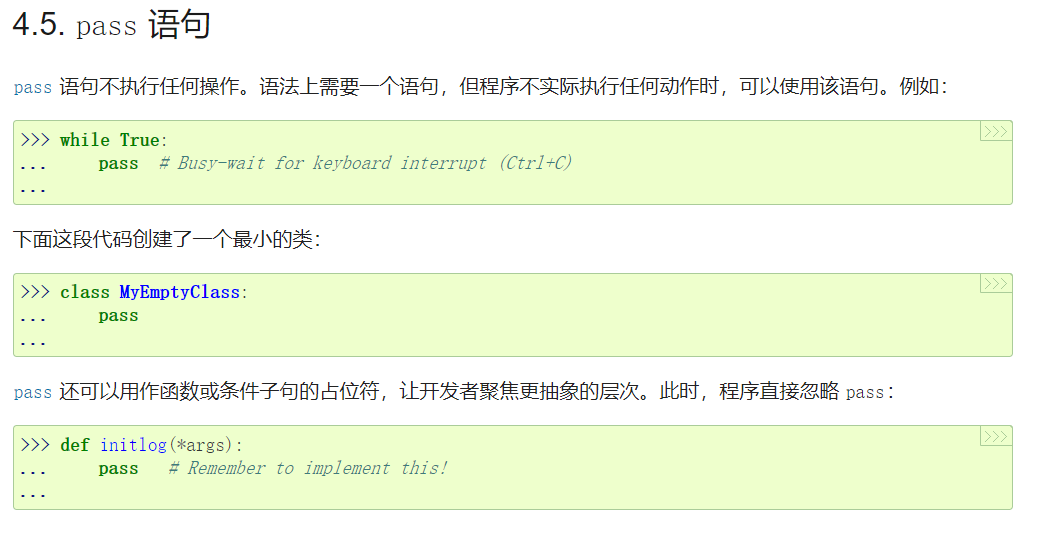 4.5. pass 语句
pass 语句不执行任何操作。语法上需要一个语句，但程序不实际执行任何动作时，可以使用该语句。例如：
>>>
>>> while True:
...     pass  # Busy-wait for keyboard interrupt (Ctrl+C)
...
下面这段代码创建了一个最小的类：
>>>
>>> class MyEmptyClass:
...     pass
...
pass 还可以用作函数或条件子句的占位符，让开发者聚焦更抽象的层次。此时，程序直接忽略 pass：
>>>
>>> def initlog(*args):
...     pass   # Remember to implement this!
...